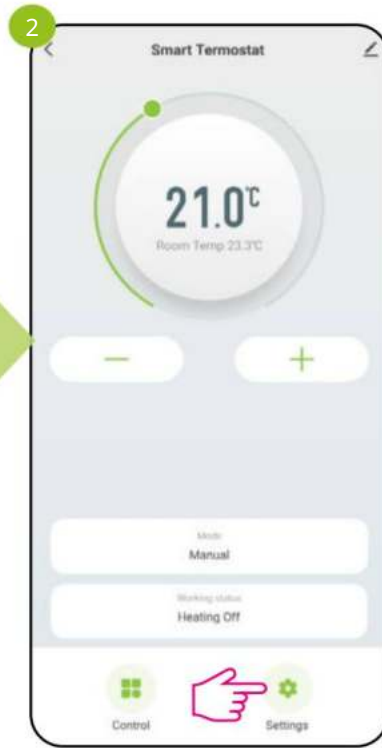 2
Smart Termostat
21.0℃
Room Temp 23.3℃
Mode
Manual
Working status
Heating Off
Control
Settings